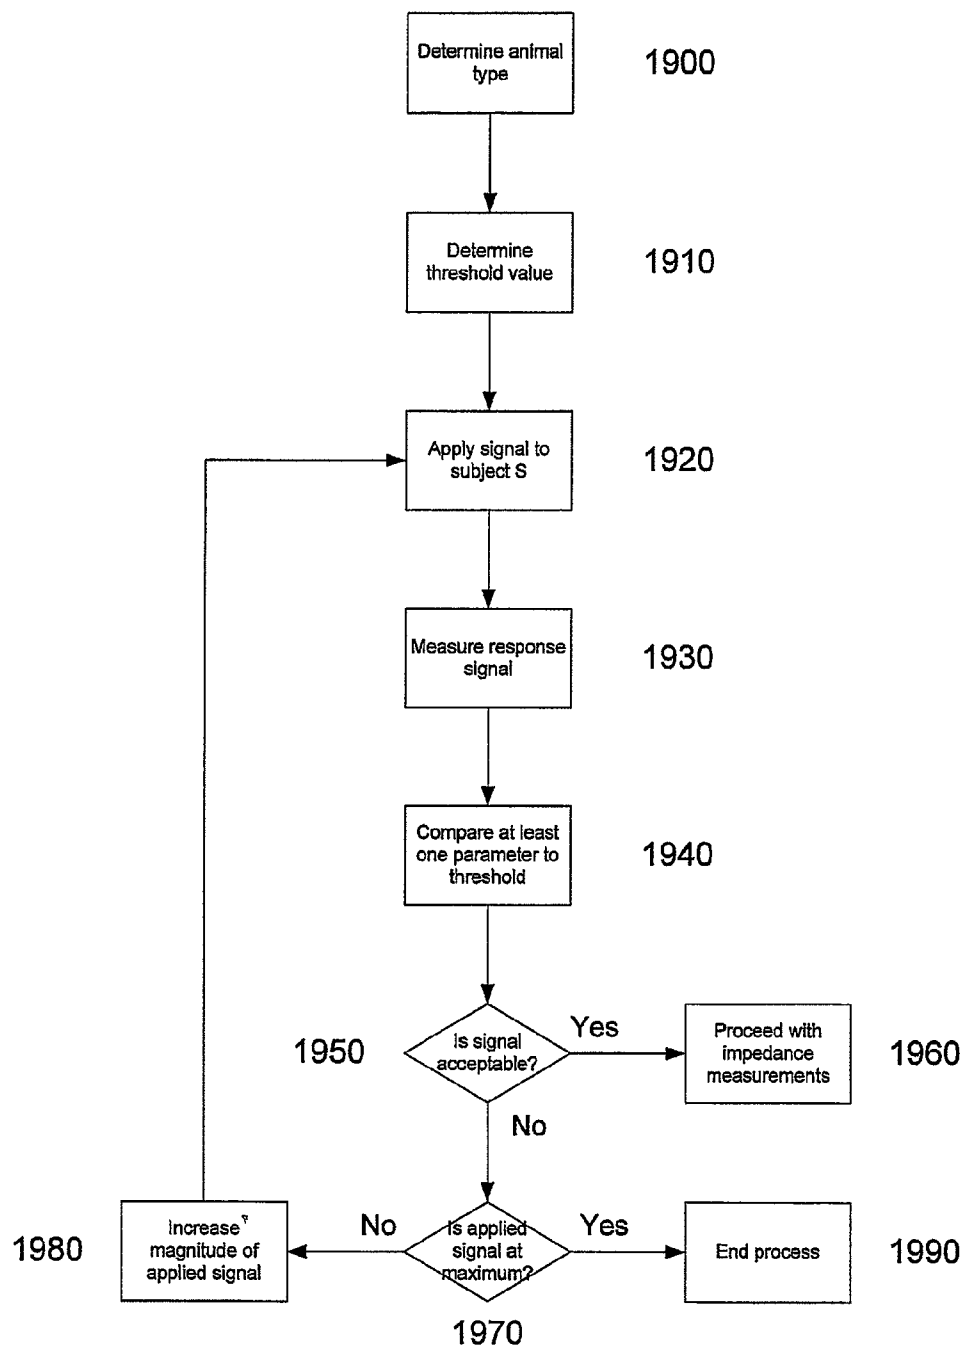 Determine animal
type
1900
Determine
threshold value
1910
Apply signal to
subject S
1920
Measure response
signal
1930
Compare at least
one parameter to
threshold
1940
1950
Is signal
acceptable?
Yes
Proceed with
impedance
measurements
1960
No
1980
Increase
magnitude of
applied signal
No
Is applied
signal at
maximum?
Yes
End process
1990
1970